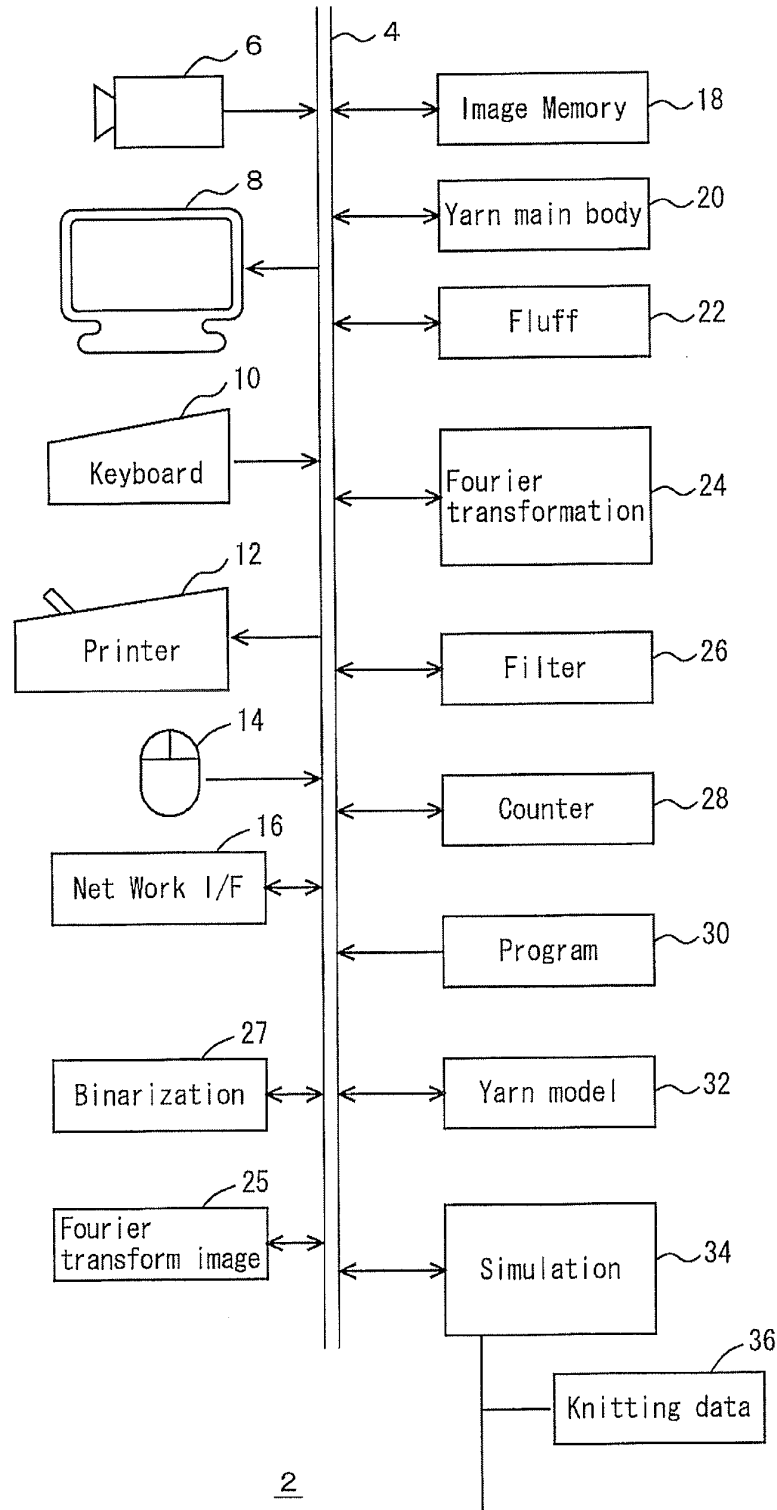 4
6
Image Memory
18
8
Yarn main body
20
Fluff
22
10
Keyboard
Fourier
transformation
24
12
Printer
Filter
26
14
Counter
28
16
Net Work I/F
Program
30
27
Binarization
Yarn model
32
25
Fourier
transform image
Simulation
34
36
Knitting data
2